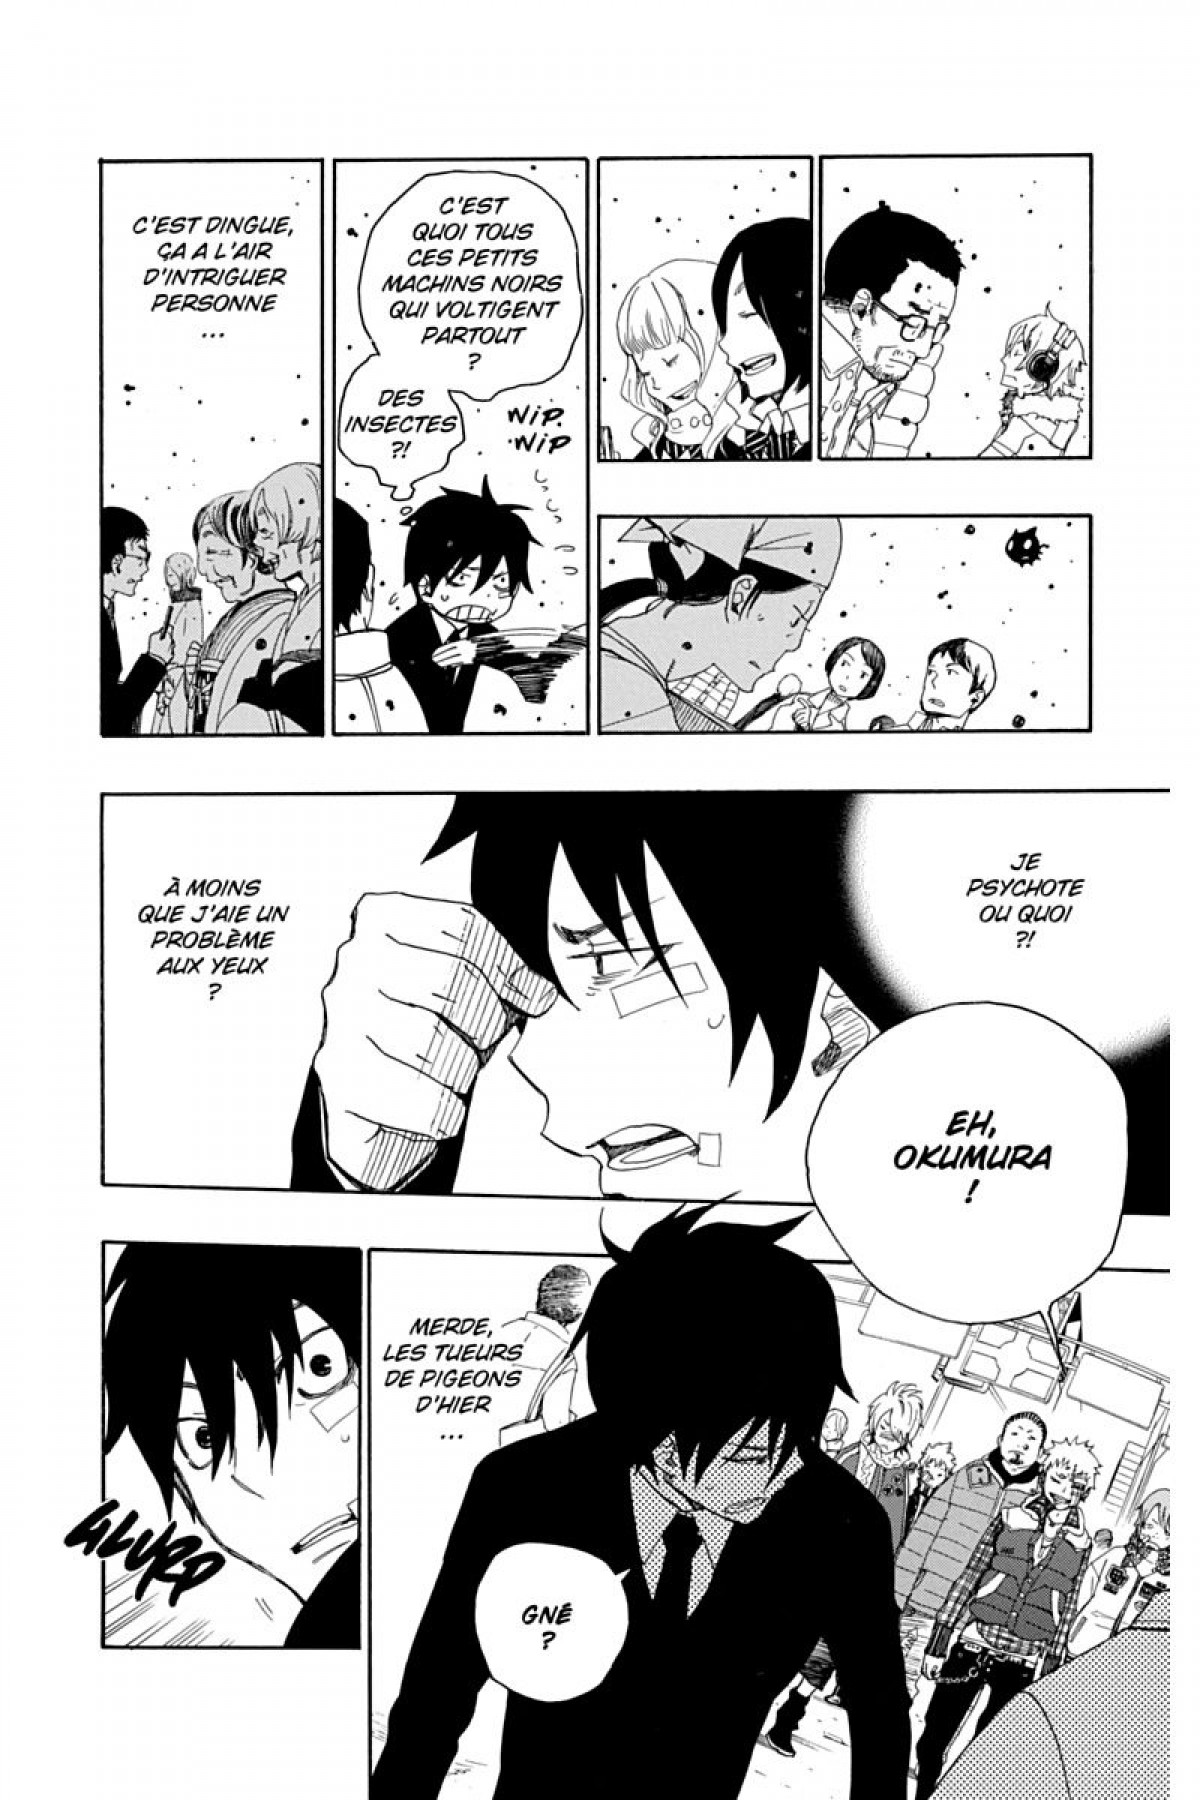 C'EST
QUOI TOUS
CES PETITS
MACHINS NOIRS
QUI VOLTIGENT
PARTOUT
?
DES
INSECTES
?!
WIP
WIP
C'EST DINGUE,
ÇA A L'AIR
D'INTRIGUER
PERSONNE
...
JE
PSYCHOTE
OU QUOI
?!
À MOINS
QUE J'AIE UN
PROBLÈME
AUX YEUX
?
EH,
OKUMURA
!
GNÉ
?
MERDE,
LES TUEURS
DE PIGEONS
D'HIER
...
GLURP